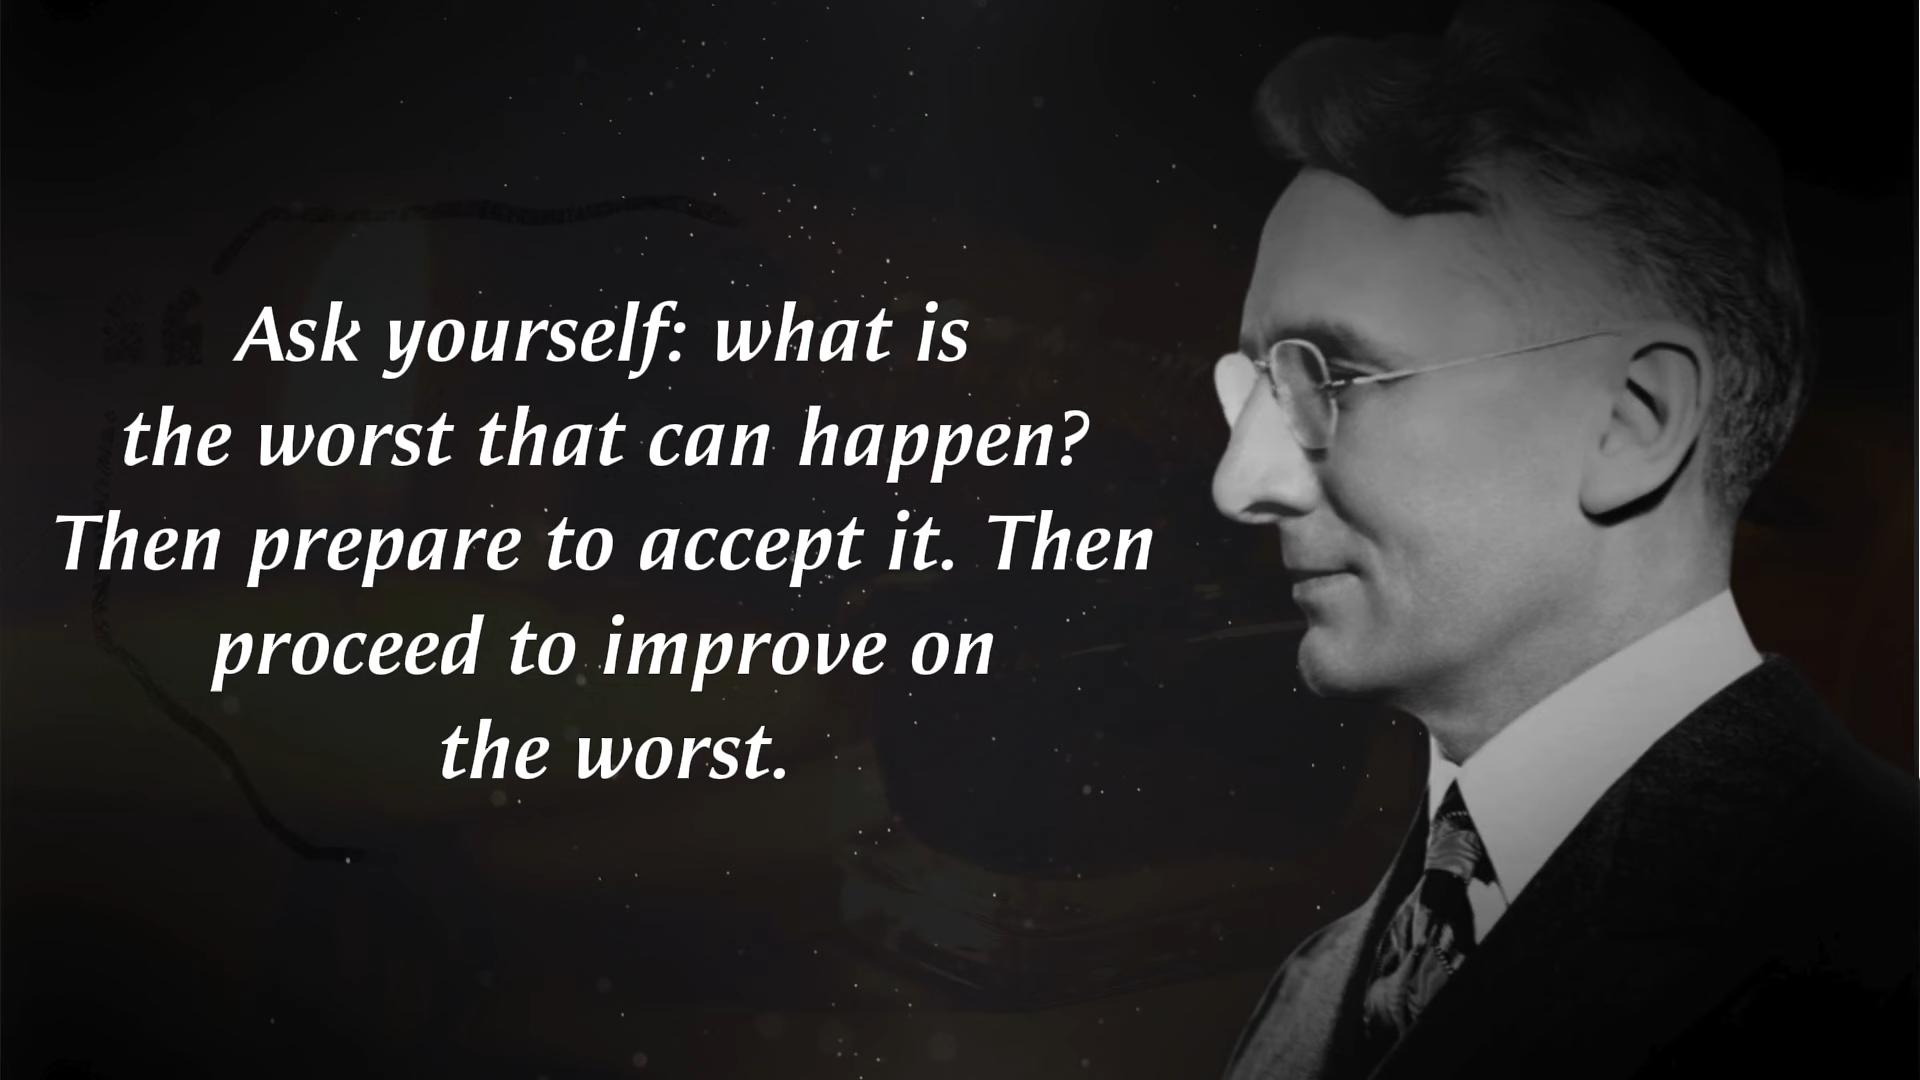 Ask yourself: what is
the worst that can happen?
Then prepare to accept it. Then
proceed to improve on
the worst.